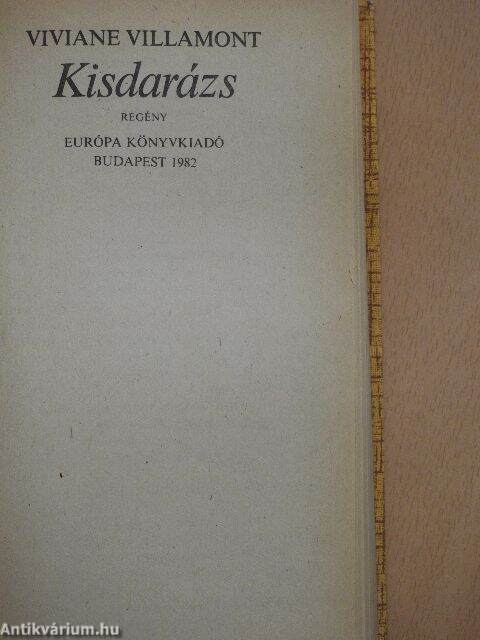 VIVIANE VILLAMONT
Kisdarázs
REGÉNY
EURÓPA KÖNYVKIADÓ
BUDAPEST 1982
Antikvárium.hu